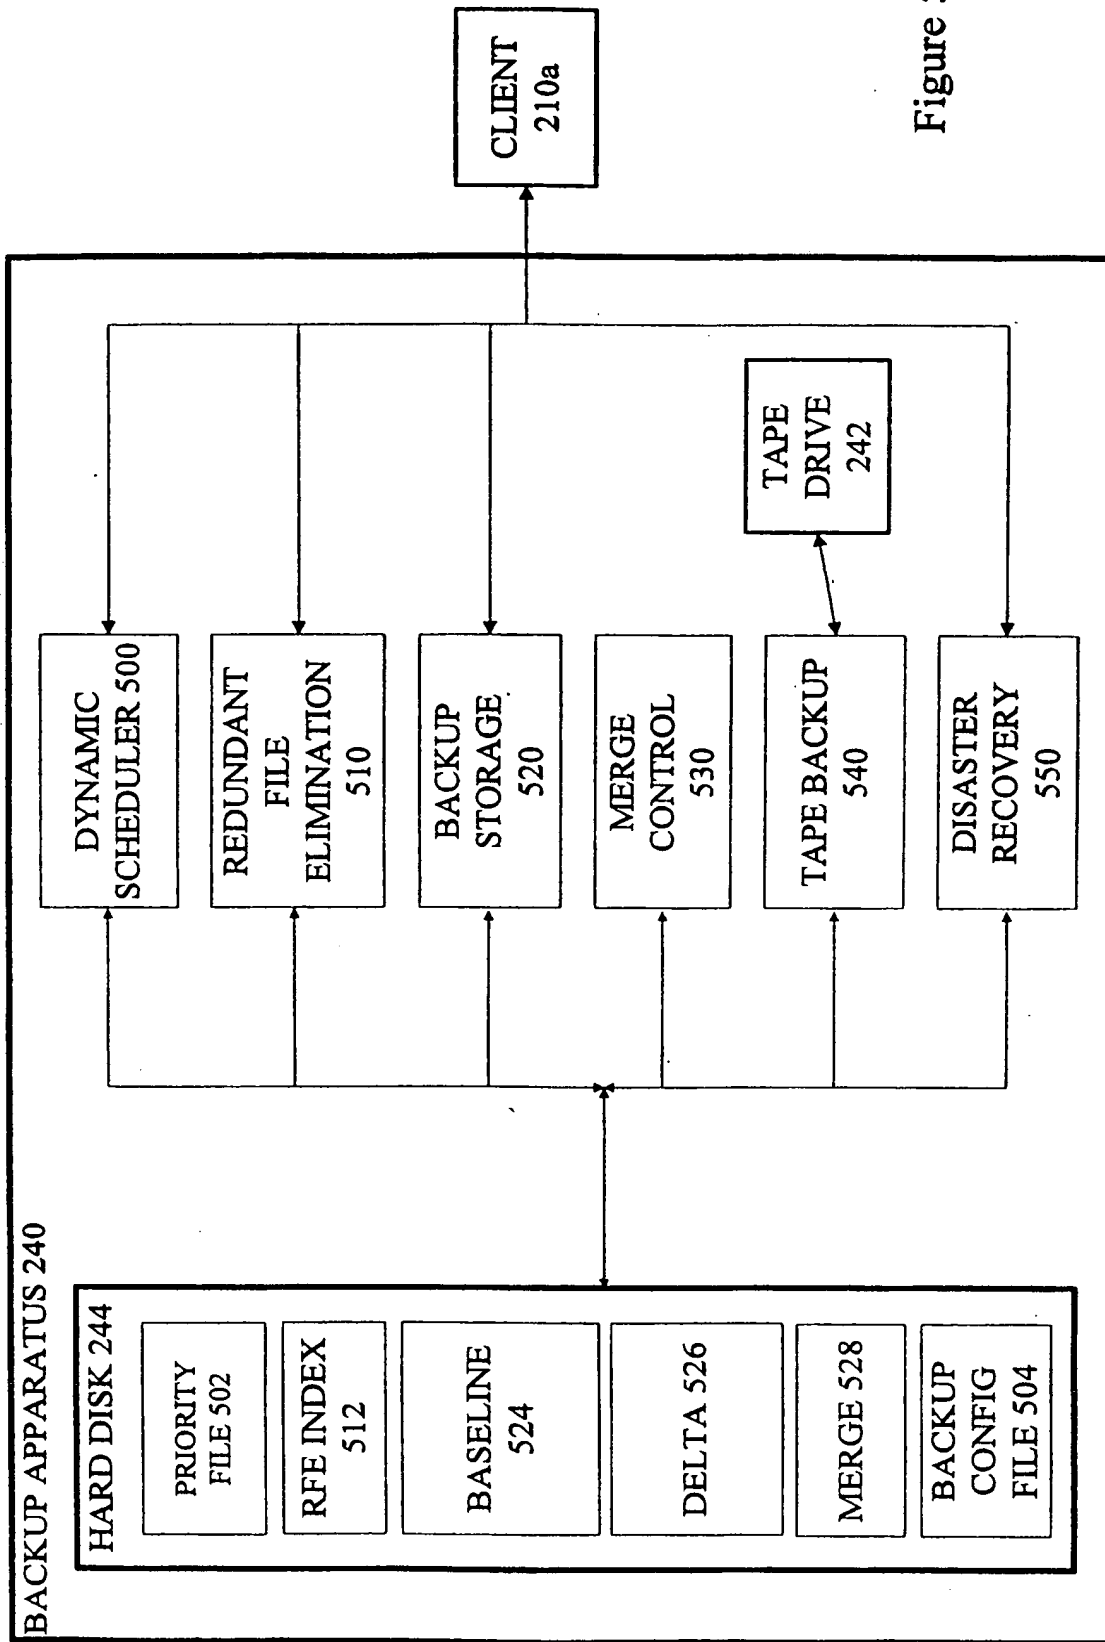 BACKUP APPARATUS 240
HARD DISK 244
PRIORITY
FILE 502
RFE INDEX
512
BASELINE
524
DELTA 526
MERGE 528
BACKUP
CONFIG
FILE 504
DYNAMIC
SCHEDULER 500
REDUNDANT
FILE
ELIMINATION
510
BACKUP
STORAGE
520
MERGE
CONTROL
530
TAPE BACKUP
540
DISASTER
RECOVERY
550
TAPE
DRIVE
242
CLIENT
210a
Figure